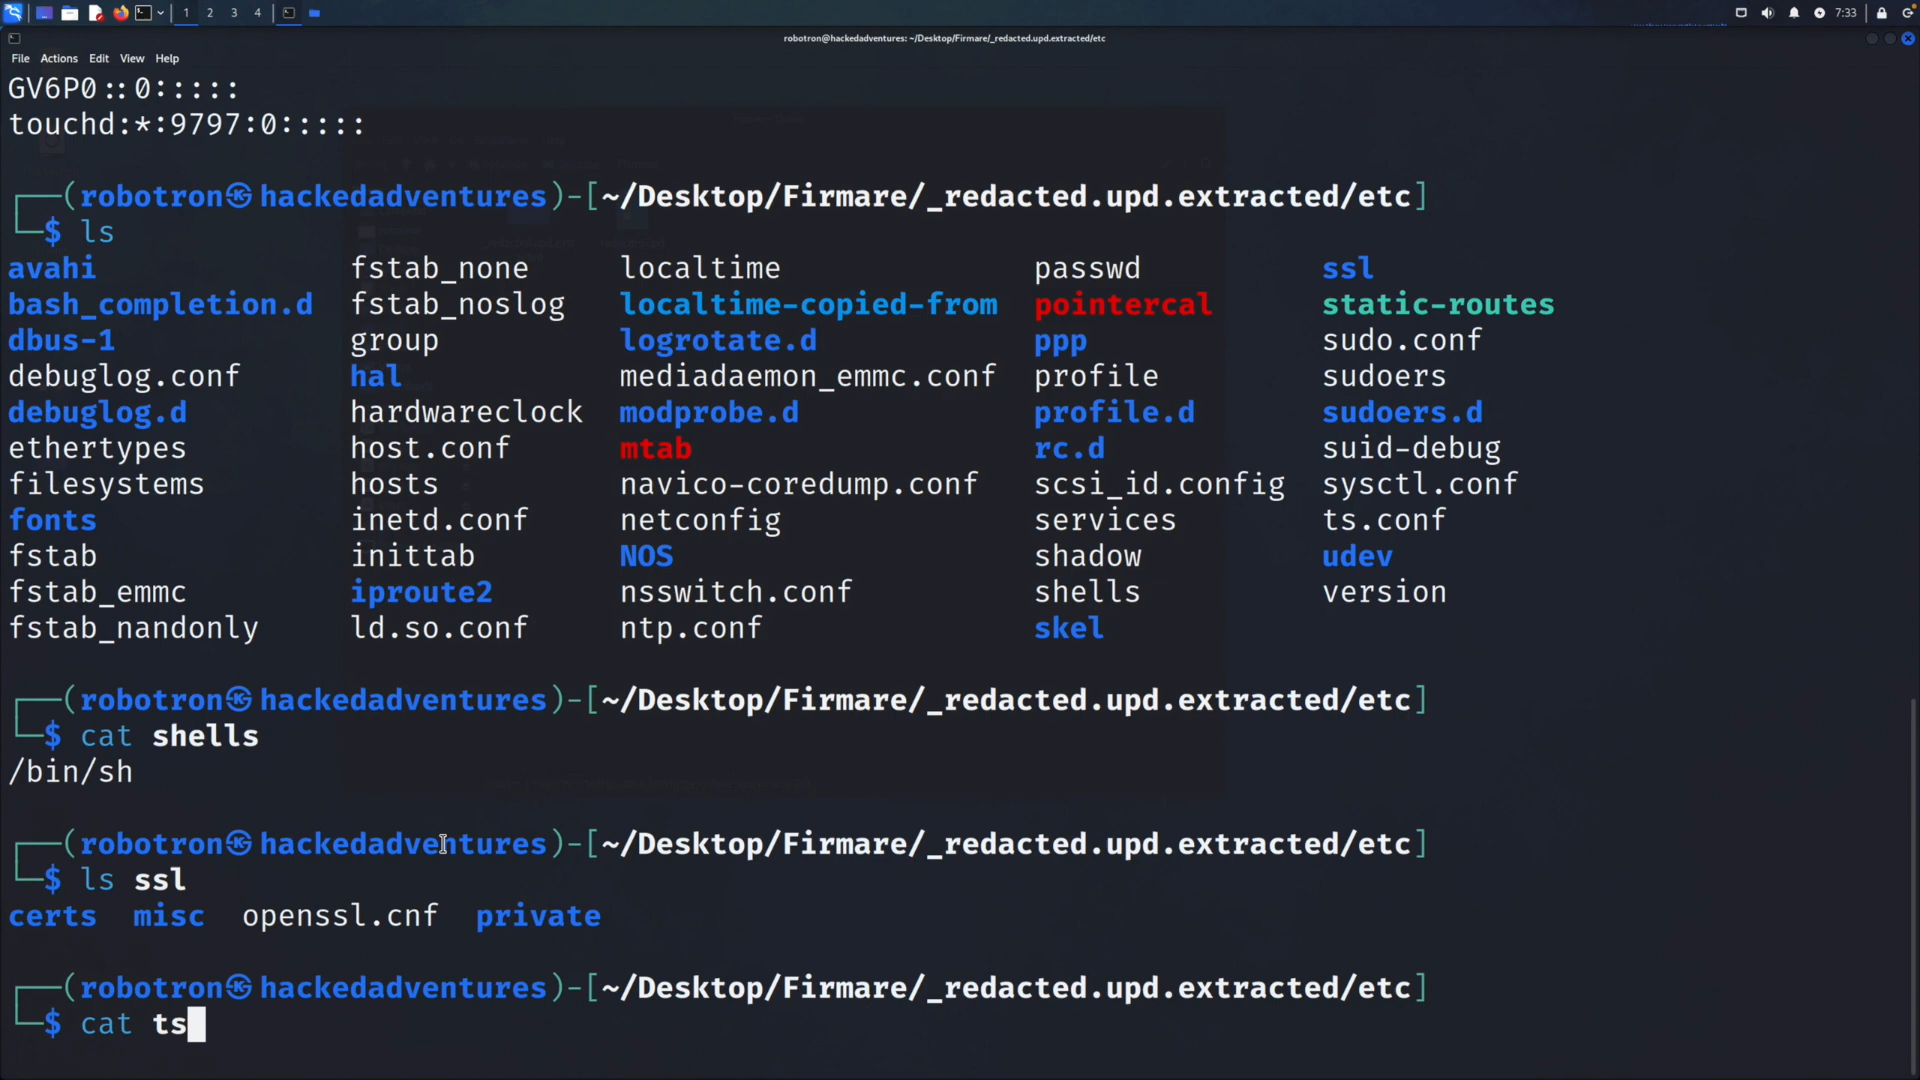 1 2 3 4 7:33
robotron@hackedadventures: ~/Desktop/Firmare/_redacted.upd.extracted/etc
File Actions Edit View Help
GV6P0::0:::::
touchd:*:9797:0:::::
┌──(robotron㉿hackedadventures)-[~/Desktop/Firmare/_redacted.upd.extracted/etc]
└─$ ls
avahi fstab_none localtime passwd ssl
bash_completion.d fstab_noslog localtime-copied-from pointercal static-routes
dbus-1 group logrotate.d ppp sudo.conf
debuglog.conf hal mediadaemon_emmc.conf profile sudoers
debuglog.d hardwareclock modprobe.d profile.d sudoers.d
ethertypes host.conf mtab rc.d suid-debug
filesystems hosts navico-coredump.conf scsi_id.config sysctl.conf
fonts inetd.conf netconfig services ts.conf
fstab inittab NOS shadow udev
fstab_emmc iproute2 nsswitch.conf shells version
fstab_nandonly ld.so.conf ntp.conf skel
┌──(robotron㉿hackedadventures)-[~/Desktop/Firmare/_redacted.upd.extracted/etc]
└─$ cat shells
/bin/sh
┌──(robotron㉿hackedadventures)-[~/Desktop/Firmare/_redacted.upd.extracted/etc]
└─$ ls ssl
certs misc openssl.cnf private
┌──(robotron㉿hackedadventures)-[~/Desktop/Firmare/_redacted.upd.extracted/etc]
└─$ cat ts